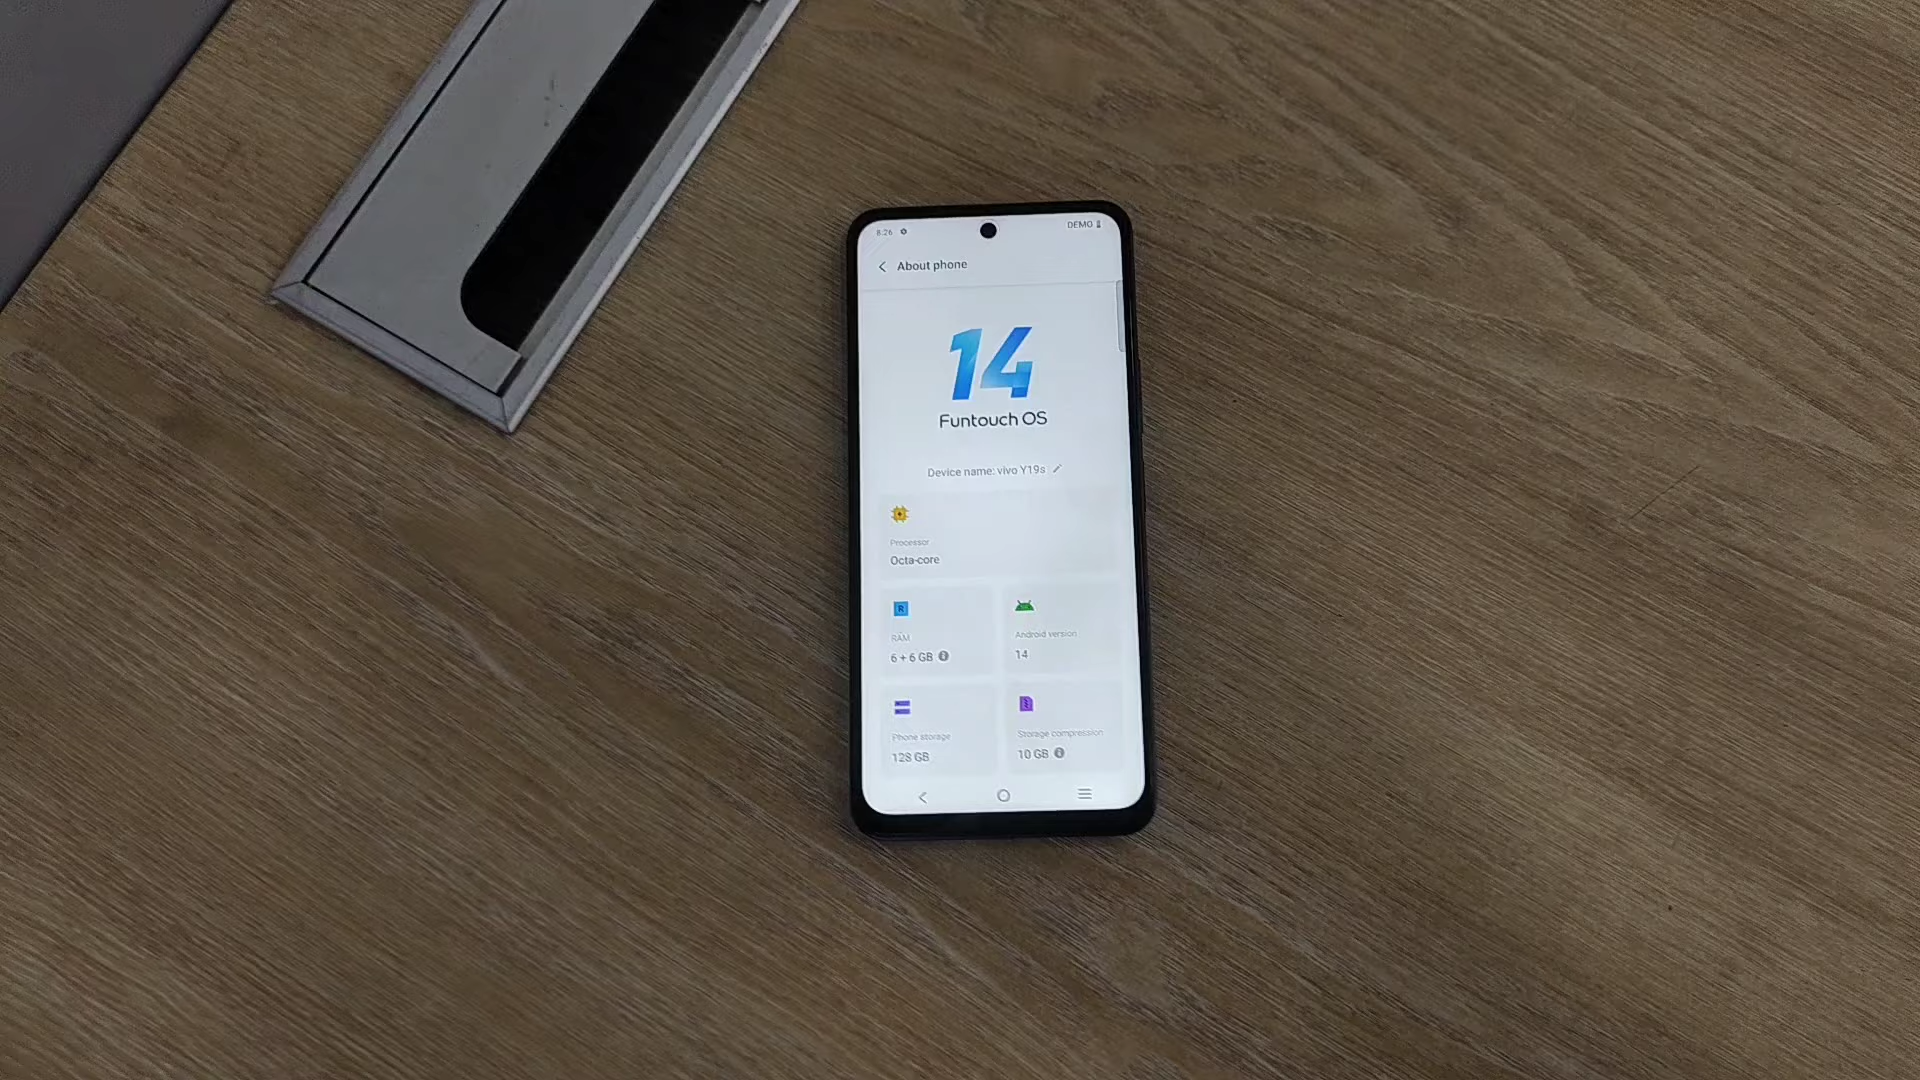 8:26 DEMO
About phone
14
Funtouch OS
Device name: vivo Y19s
Processor
Octa-core
R
RAM
6 + 6 GB
Android version
14
Phone storage
128 GB
Storage compression
10 GB